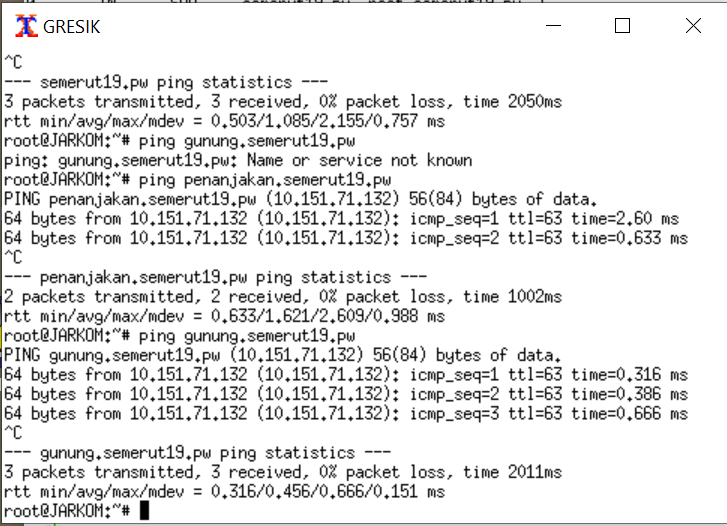 GRESIK
^C
--- semerut19.pw ping statistics ---
3 packets transmitted, 3 received, 0% packet loss, time 2050ms
rtt min/avg/max/mdev = 0.503/1.085/2.155/0.757 ms
root@JARKOM:~# ping gunung.semerut19.pw
ping: gunung.semerut19.pw: Name or service not known
root@JARKOM:~# ping penanjakan.semerut19.pw
PING penanjakan.semerut19.pw (10.151.71.132) 56(84) bytes of data.
64 bytes from 10.151.71.132 (10.151.71.132): icmp_seq=1 ttl=63 time=2.60 ms
64 bytes from 10.151.71.132 (10.151.71.132): icmp_seq=2 ttl=63 time=0.633 ms
^C
--- penanjakan.semerut19.pw ping statistics ---
2 packets transmitted, 2 received, 0% packet loss, time 1002ms
rtt min/avg/max/mdev = 0.633/1.621/2.609/0.988 ms
root@JARKOM:~# ping gunung.semerut19.pw
PING gunung.semerut19.pw (10.151.71.132) 56(84) bytes of data.
64 bytes from 10.151.71.132 (10.151.71.132): icmp_seq=1 ttl=63 time=0.316 ms
64 bytes from 10.151.71.132 (10.151.71.132): icmp_seq=2 ttl=63 time=0.386 ms
64 bytes from 10.151.71.132 (10.151.71.132): icmp_seq=3 ttl=63 time=0.666 ms
^C
--- gunung.semerut19.pw ping statistics ---
3 packets transmitted, 3 received, 0% packet loss, time 2011ms
rtt min/avg/max/mdev = 0.316/0.456/0.666/0.151 ms
root@JARKOM:~#